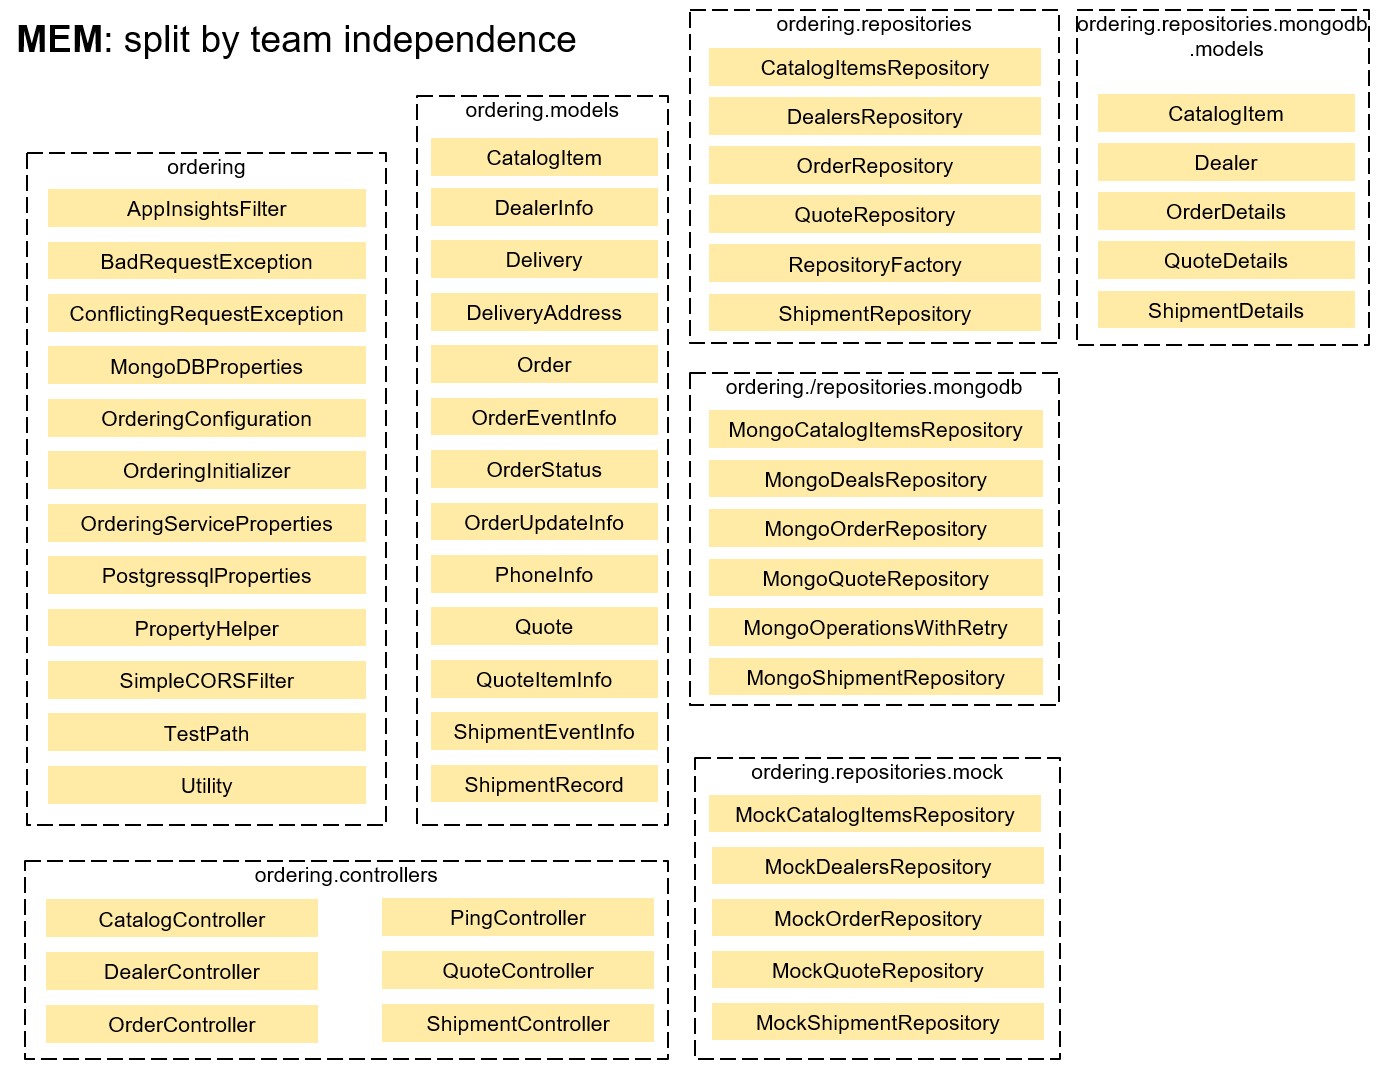 MEM: split by team independence
ordering
AppInsightsFilter
BadRequestException
ConflictingRequestException
MongoDBProperties
OrderingConfiguration
OrderingInitializer
OrderingServiceProperties
PostgressqlProperties
PropertyHelper
SimpleCORSFilter
TestPath
Utility
ordering.models
CatalogItem
DealerInfo
Delivery
DeliveryAddress
Order
OrderEventInfo
OrderStatus
OrderUpdateInfo
PhoneInfo
Quote
QuoteItemInfo
ShipmentEventInfo
ShipmentRecord
ordering.controllers
CatalogController
DealerController
OrderController
PingController
QuoteController
ShipmentController
ordering.repositories
CatalogItemsRepository
DealersRepository
OrderRepository
QuoteRepository
RepositoryFactory
ShipmentRepository
ordering.repositories.mongodb
.models
CatalogItem
Dealer
OrderDetails
QuoteDetails
ShipmentDetails
ordering./repositories.mongodb
MongoCatalogItemsRepository
MongoDealsRepository
MongoOrderRepository
MongoQuoteRepository
MongoOperationsWithRetry
MongoShipmentRepository
ordering.repositories.mock
MockCatalogItemsRepository
MockDealersRepository
MockOrderRepository
MockQuoteRepository
MockShipmentRepository